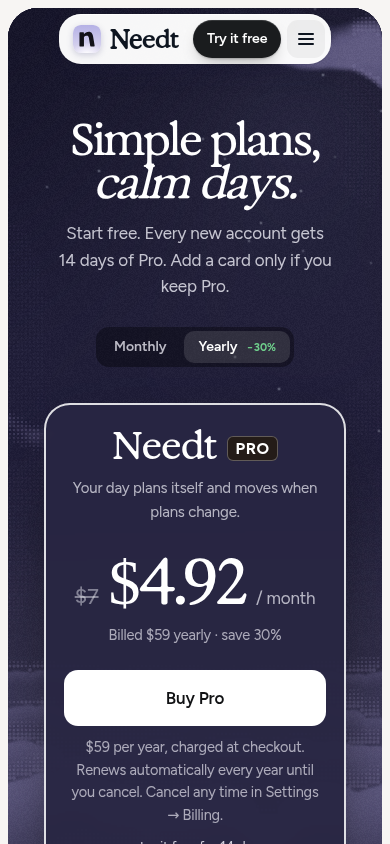 n Needt Try it free
Simple plans,
calm days.
Start free. Every new account gets
14 days of Pro. Add a card only if you
keep Pro.
Monthly Yearly -30%
Needt PRO
Your day plans itself and moves when
plans change.
$7 $4.92 / month
Billed $59 yearly · save 30%
Buy Pro
$59 per year, charged at checkout.
Renews automatically every year until
you cancel. Cancel any time in Settings
→ Billing.